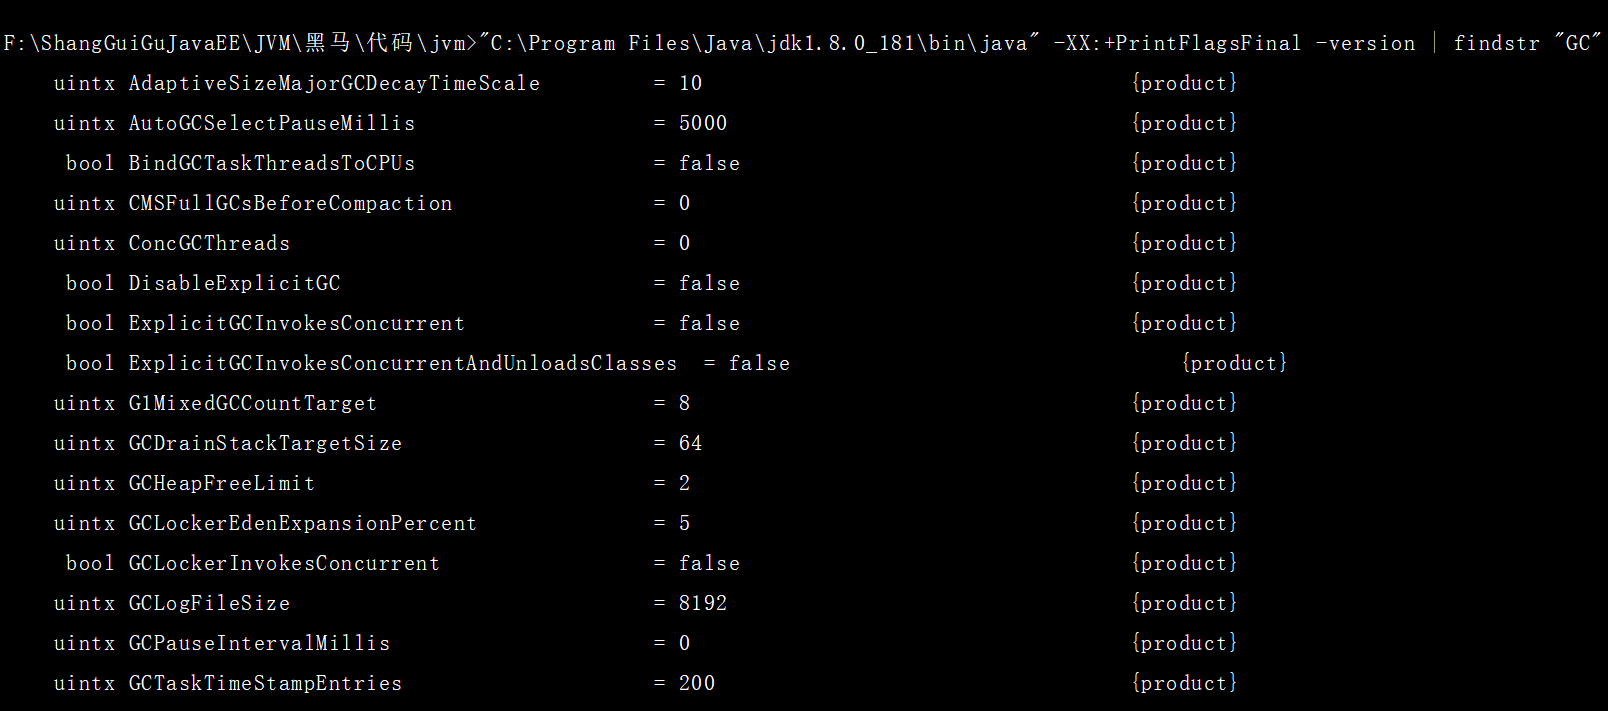 F:\ShangGuiGuJavaEE\JVM\黑马\代码\jvm>"C:\Program Files\Java\jdk1.8.0_181\bin\java" -XX:+PrintFlagsFinal -version | findstr "GC"
uintx AdaptiveSizeMajorGCDecayTimeScale = 10 {product}
uintx AutoGCSelectPauseMillis = 5000 {product}
bool BindGCTaskThreadsToCPUs = false {product}
uintx CMSFullGCsBeforeCompaction = 0 {product}
uintx ConcGCThreads = 0 {product}
bool DisableExplicitGC = false {product}
bool ExplicitGCInvokesConcurrent = false {product}
bool ExplicitGCInvokesConcurrentAndUnloadsClasses = false {product}
uintx G1MixedGCCountTarget = 8 {product}
uintx GCDrainStackTargetSize = 64 {product}
uintx GCHeapFreeLimit = 2 {product}
uintx GCLockerEdenExpansionPercent = 5 {product}
bool GCLockerInvokesConcurrent = false {product}
uintx GCLogFileSize = 8192 {product}
uintx GCPauseIntervalMillis = 0 {product}
uintx GCTaskTimeStampEntries = 200 {product}